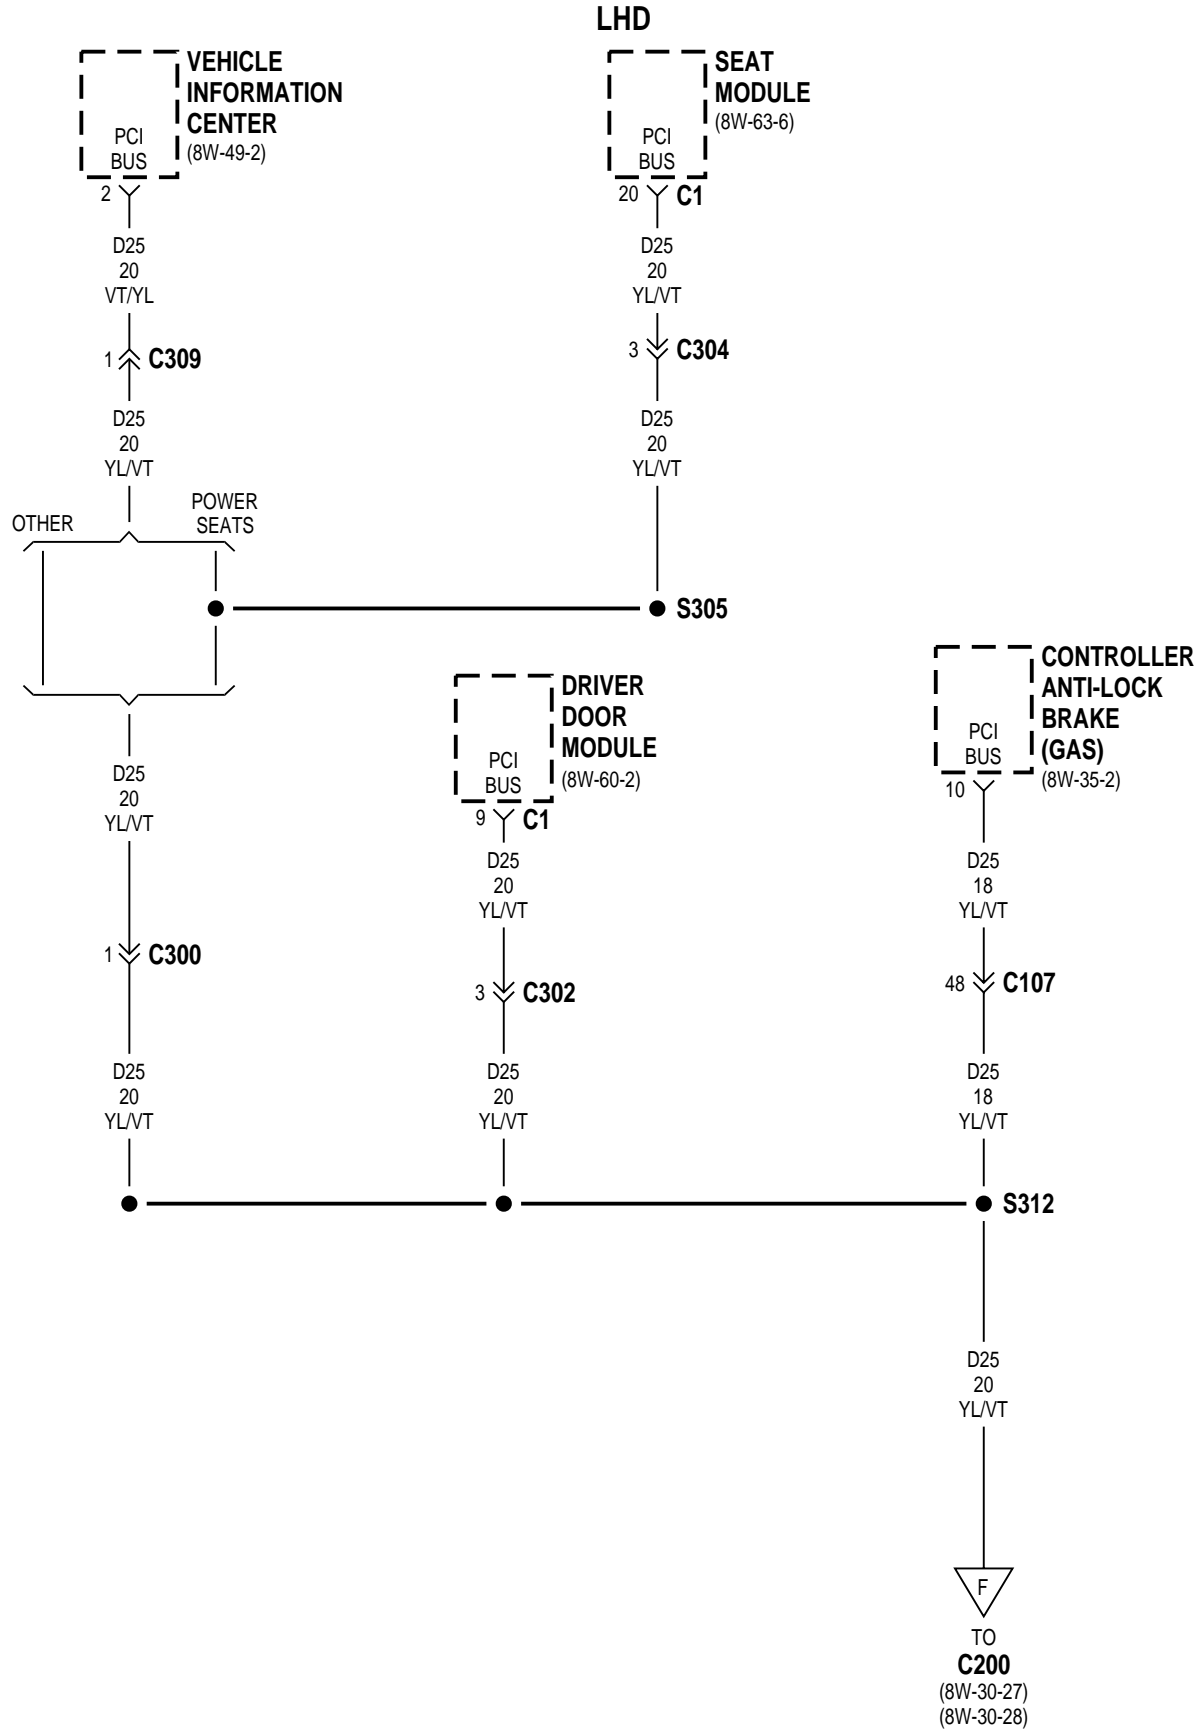 LHD
VEHICLE
INFORMATION
CENTER
(8W-49-2)
PCI
BUS
2
D25
20
VT/YL
1
C309
D25
20
YL/VT
OTHER
POWER
SEATS
SEAT
MODULE
(8W-63-6)
PCI
BUS
20
C1
D25
20
YL/VT
3
C304
D25
20
YL/VT
S305
D25
20
YL/VT
1
C300
D25
20
YL/VT
DRIVER
DOOR
MODULE
(8W-60-2)
PCI
BUS
9
C1
D25
20
YL/VT
3
C302
D25
20
YL/VT
CONTROLLER
ANTI-LOCK
BRAKE
(GAS)
(8W-35-2)
PCI
BUS
10
D25
18
YL/VT
48
C107
D25
18
YL/VT
S312
D25
20
YL/VT
F
TO
C200
(8W-30-27)
(8W-30-28)